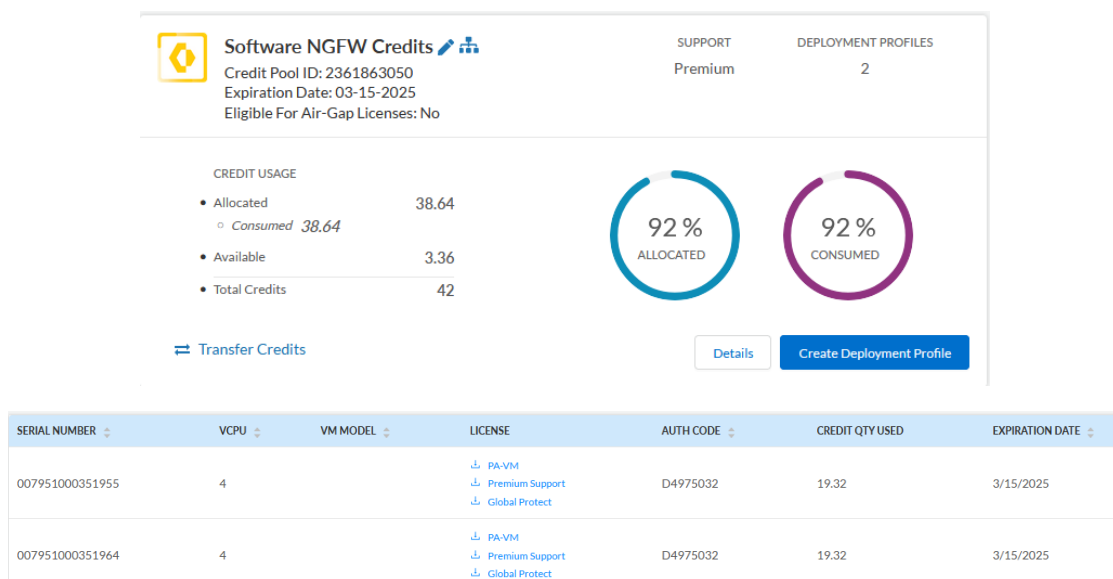 Software NGFW Credits
Credit Pool ID: 2361863050
Expiration Date: 03-15-2025
Eligible For Air-Gap Licenses: No
SUPPORT
Premium
DEPLOYMENT PROFILES
2
CREDIT USAGE
Allocated 38.64
Consumed 38.64
Available 3.36
Total Credits 42
92 %
ALLOCATED
92 %
CONSUMED
Transfer Credits
Details
Create Deployment Profile
SERIAL NUMBER VCPU VM MODEL LICENSE AUTH CODE CREDIT QTY USED EXPIRATION DATE
PA-VM
007951000351955 4 Premium Support D4975032 19.32 3/15/2025
Global Protect
PA-VM
007951000351964 4 Premium Support D4975032 19.32 3/15/2025
Global Protect